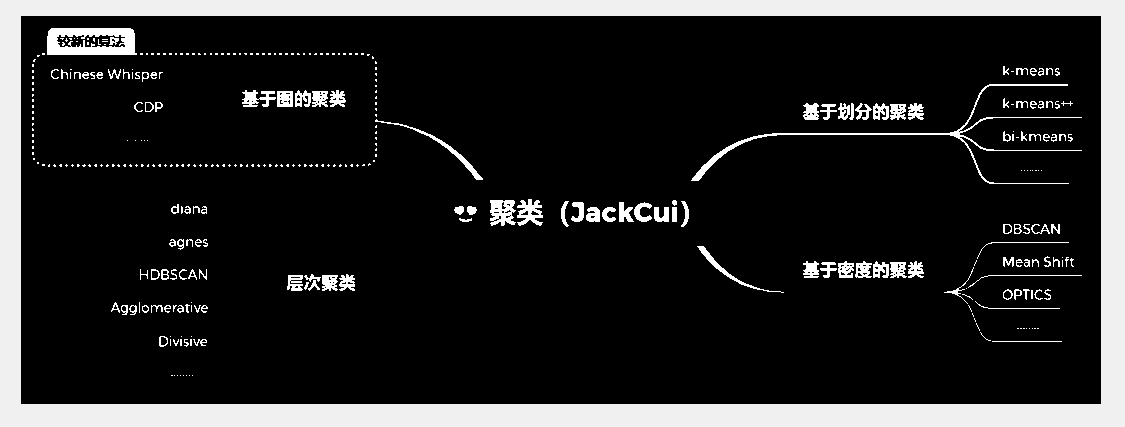 较新的算法
Chinese Whisper
CDP
........
基于图的聚类
diana
agnes
HDBSCAN
Agglomerative
Divisive
........
层次聚类
聚类（JackCui）
基于划分的聚类
k-means
k-means++
bi-kmeans
........
基于密度的聚类
DBSCAN
Mean Shift
OPTICS
........